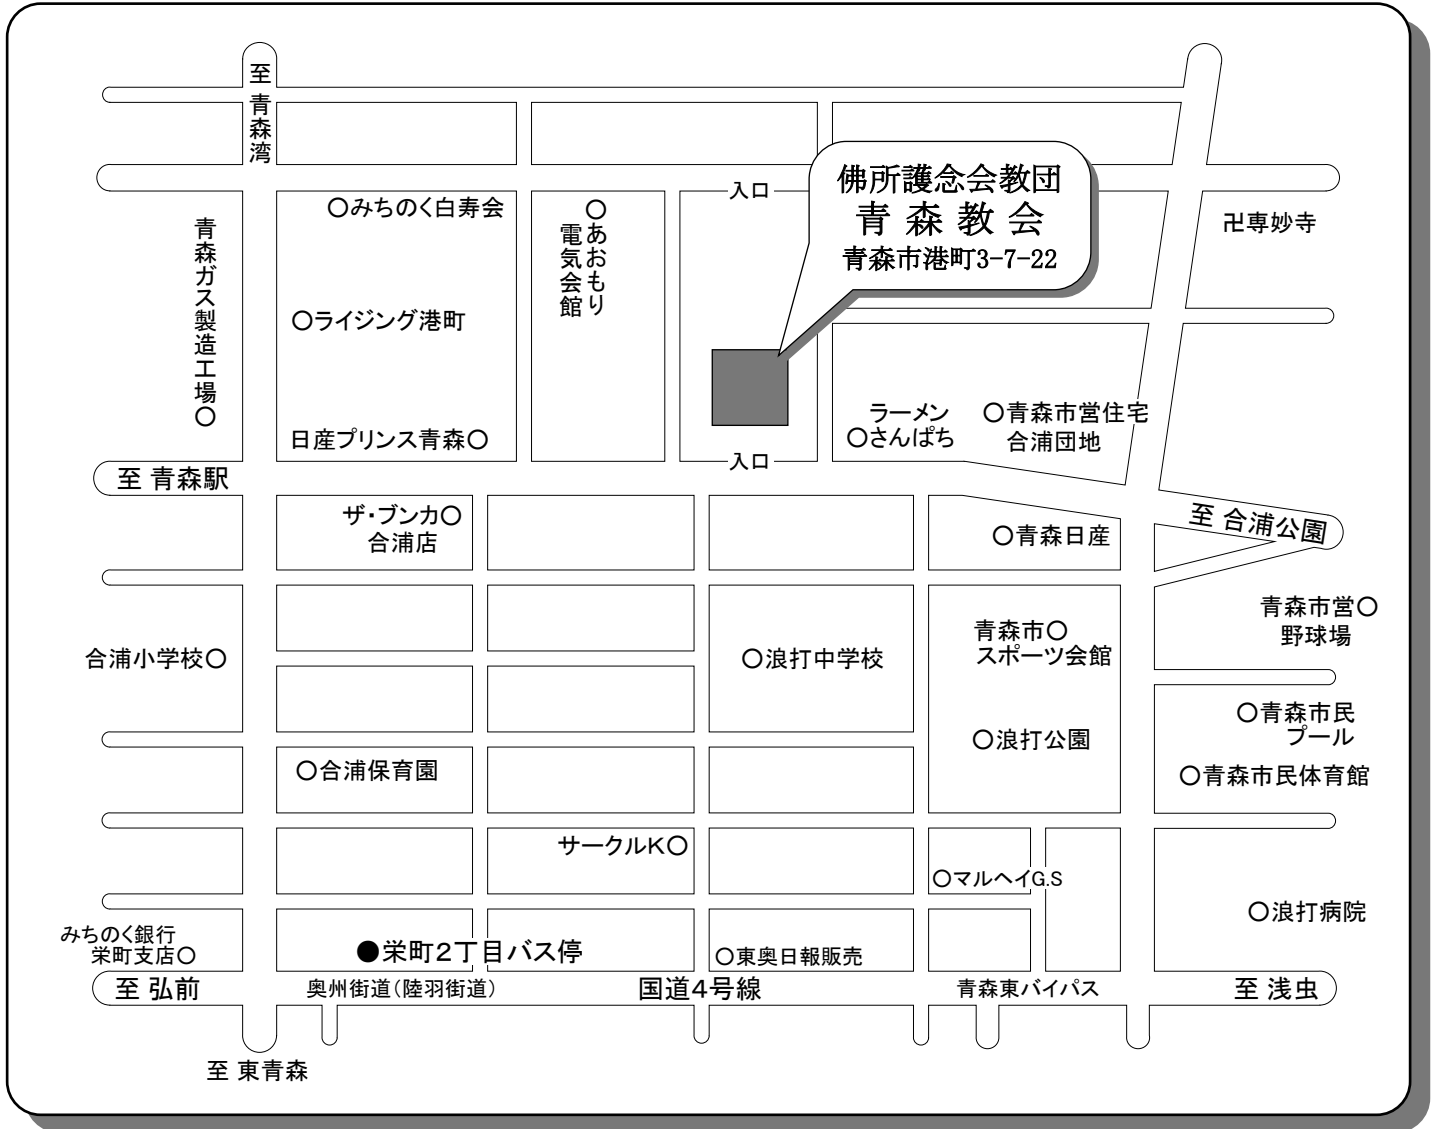 至 青森湾
佛所護念会教団
青森教会
青森市港町3-7-22
入口
○みちのく白寿会
○あおもり
電気会館
卍専妙寺
青森ガス製造工場○
○ライジング港町
日産プリンス青森○
ラーメン
○さんぱち
○青森市営住宅
合浦団地
入口
至 青森駅
ザ・ブンカ○
合浦店
○青森日産
至 合浦公園
青森市営○
野球場
合浦小学校○
○浪打中学校
青森市○
スポーツ会館
○青森市民
プール
○浪打公園
○合浦保育園
○青森市民体育館
サークルK○
○マルヘイG.S
○浪打病院
みちのく銀行
栄町支店○
●栄町2丁目バス停
○東奥日報販売
至 弘前
奥州街道(陸羽街道)
国道4号線
青森東バイパス
至 浅虫
至 東青森